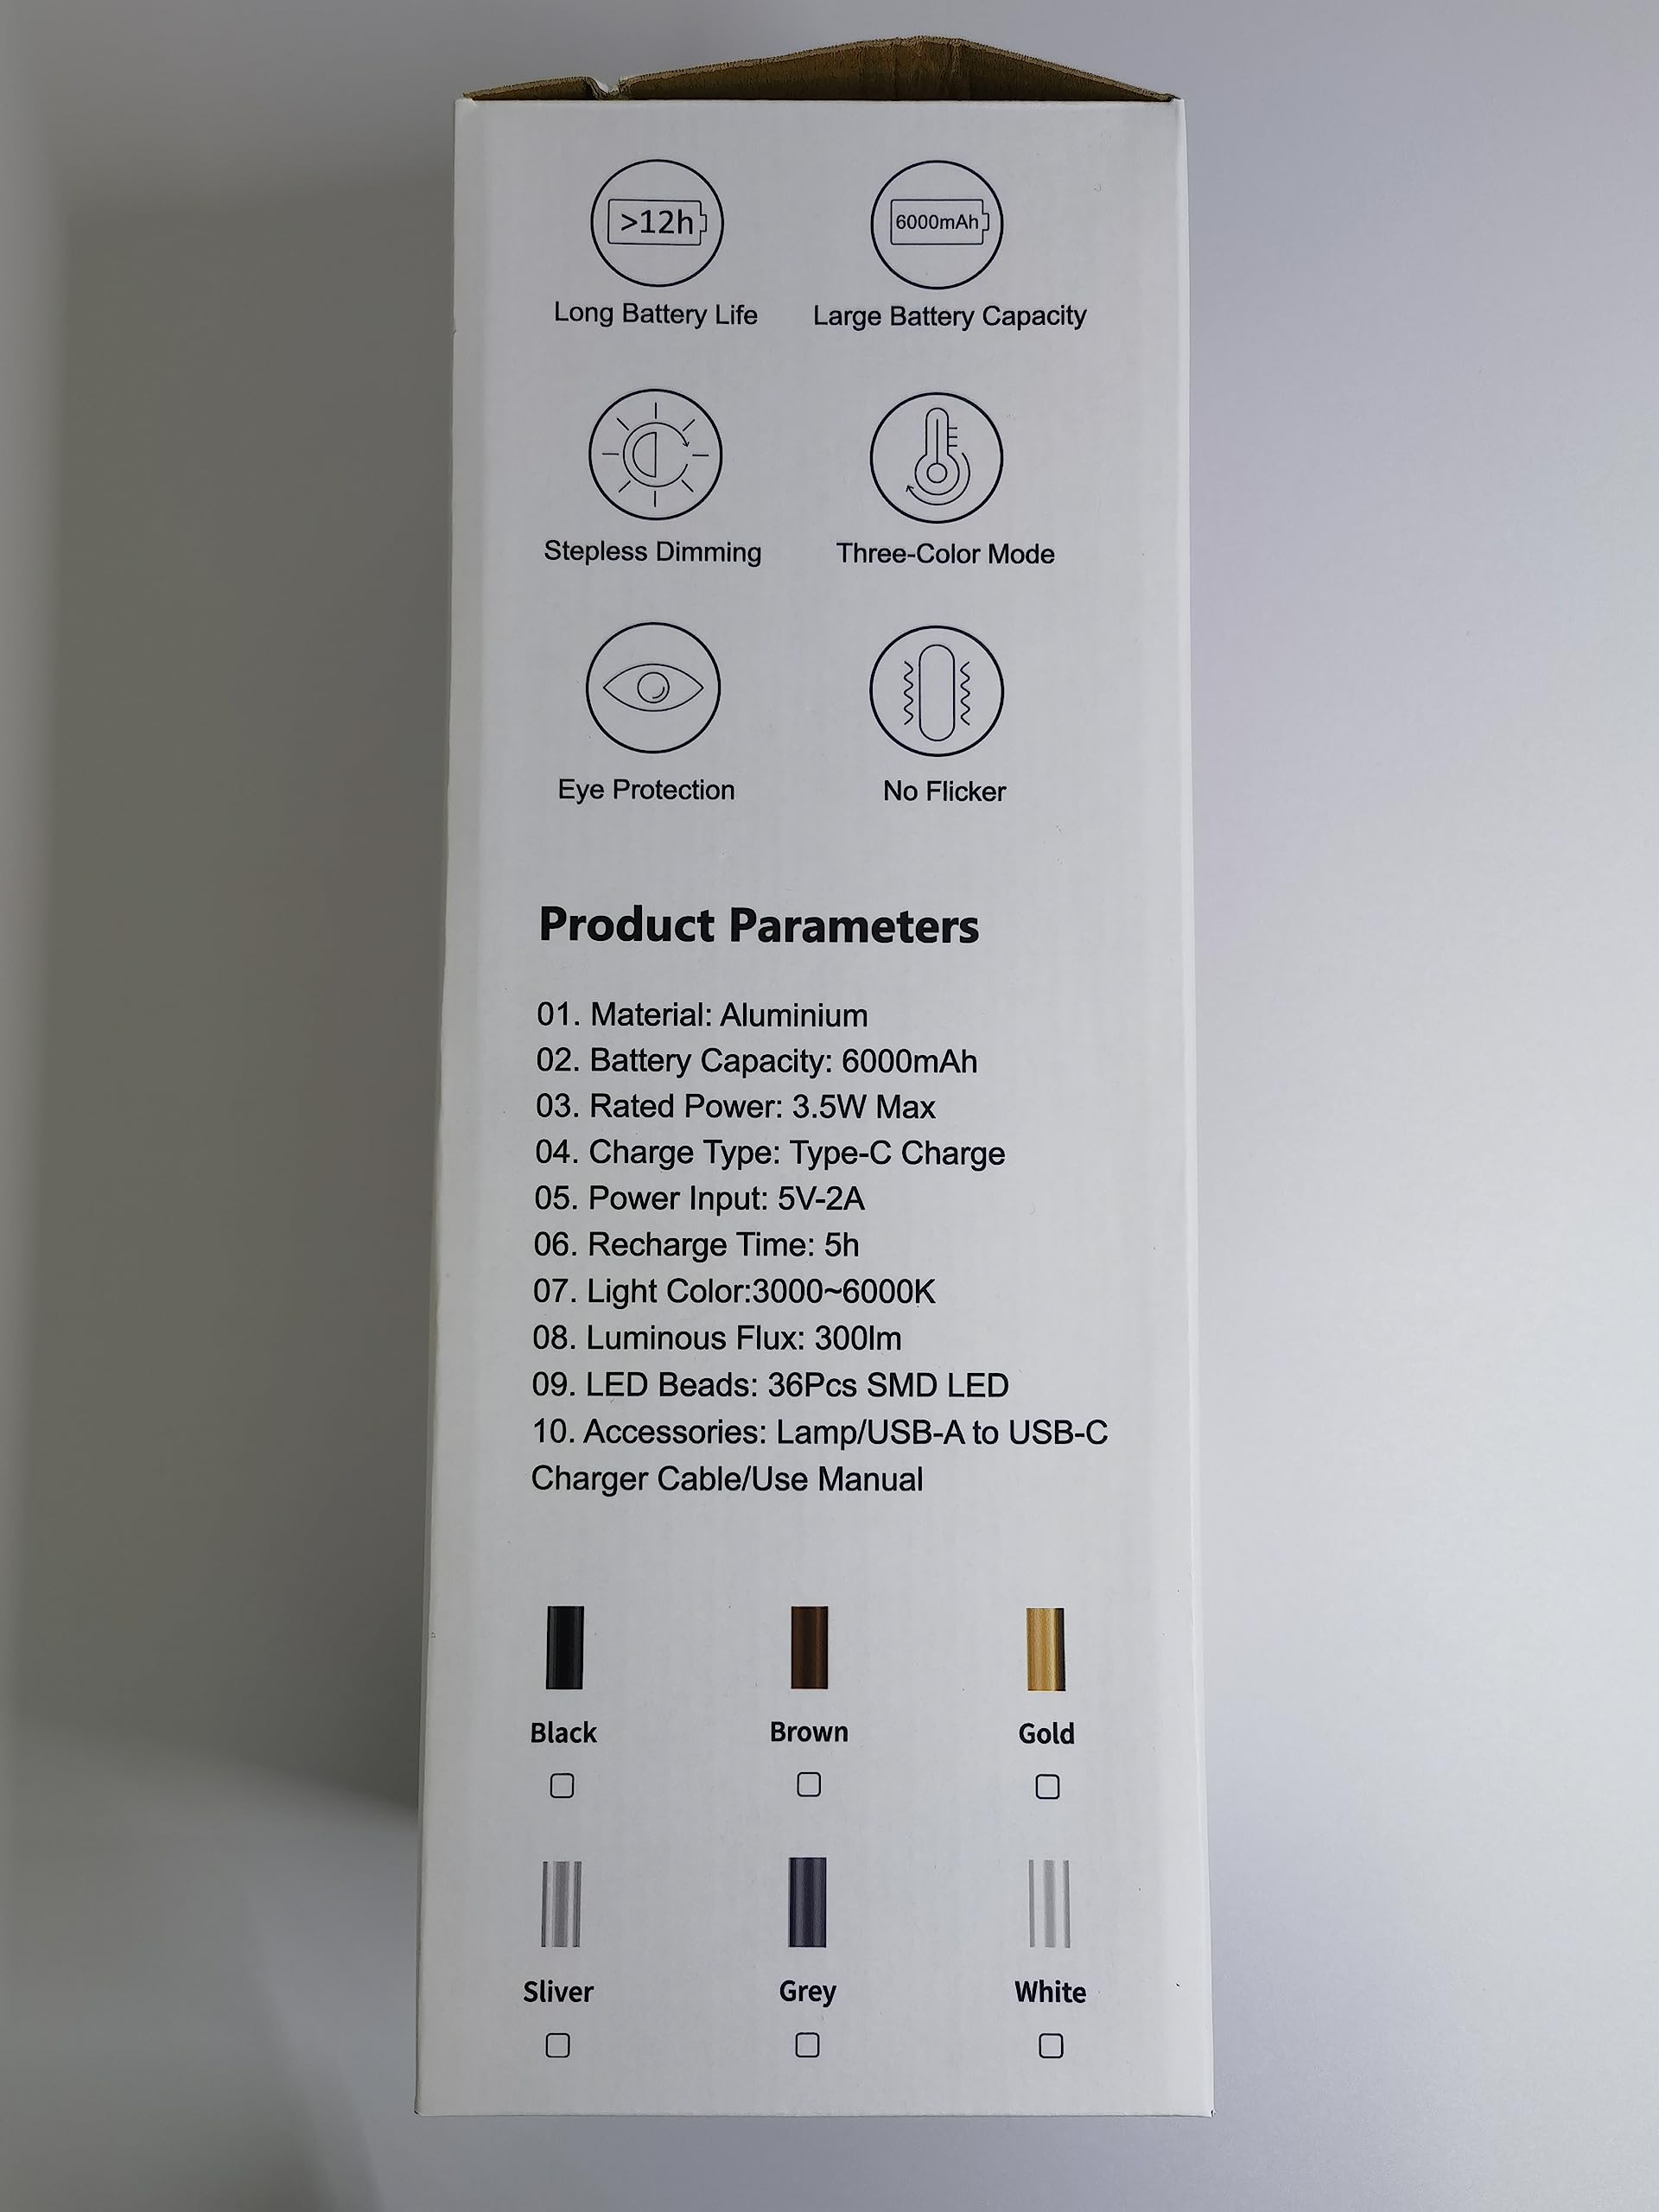 >12h 6000mAh
Long Battery Life Large Battery Capacity
Stepless Dimming Three-Color Mode
Eye Protection No Flicker
Product Parameters
01. Material: Aluminium
02. Battery Capacity: 6000mAh
03. Rated Power: 3.5W Max
04. Charge Type: Type-C Charge
05. Power Input: 5V-2A
06. Recharge Time: 5h
07. Light Color:3000~6000K
08. Luminous Flux: 300lm
09. LED Beads: 36Pcs SMD LED
10. Accessories: Lamp/USB-A to USB-C
Charger Cable/Use Manual
Black Brown Gold
Sliver Grey White